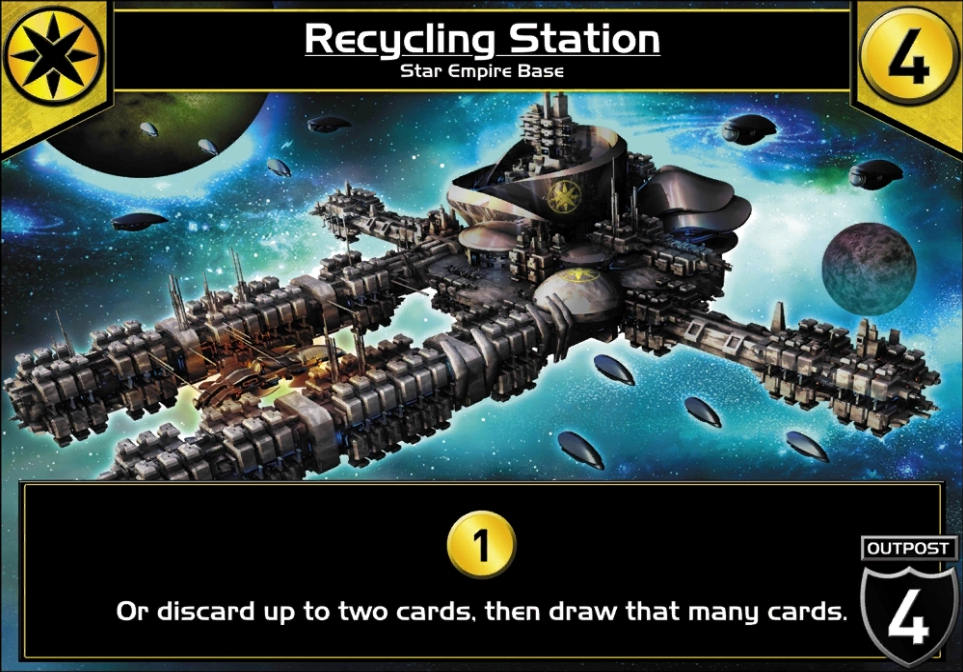 Recycling Station
Star Empire Base
4
1
Or discard up to two cards, then draw that many cards.
OUTPOST
4